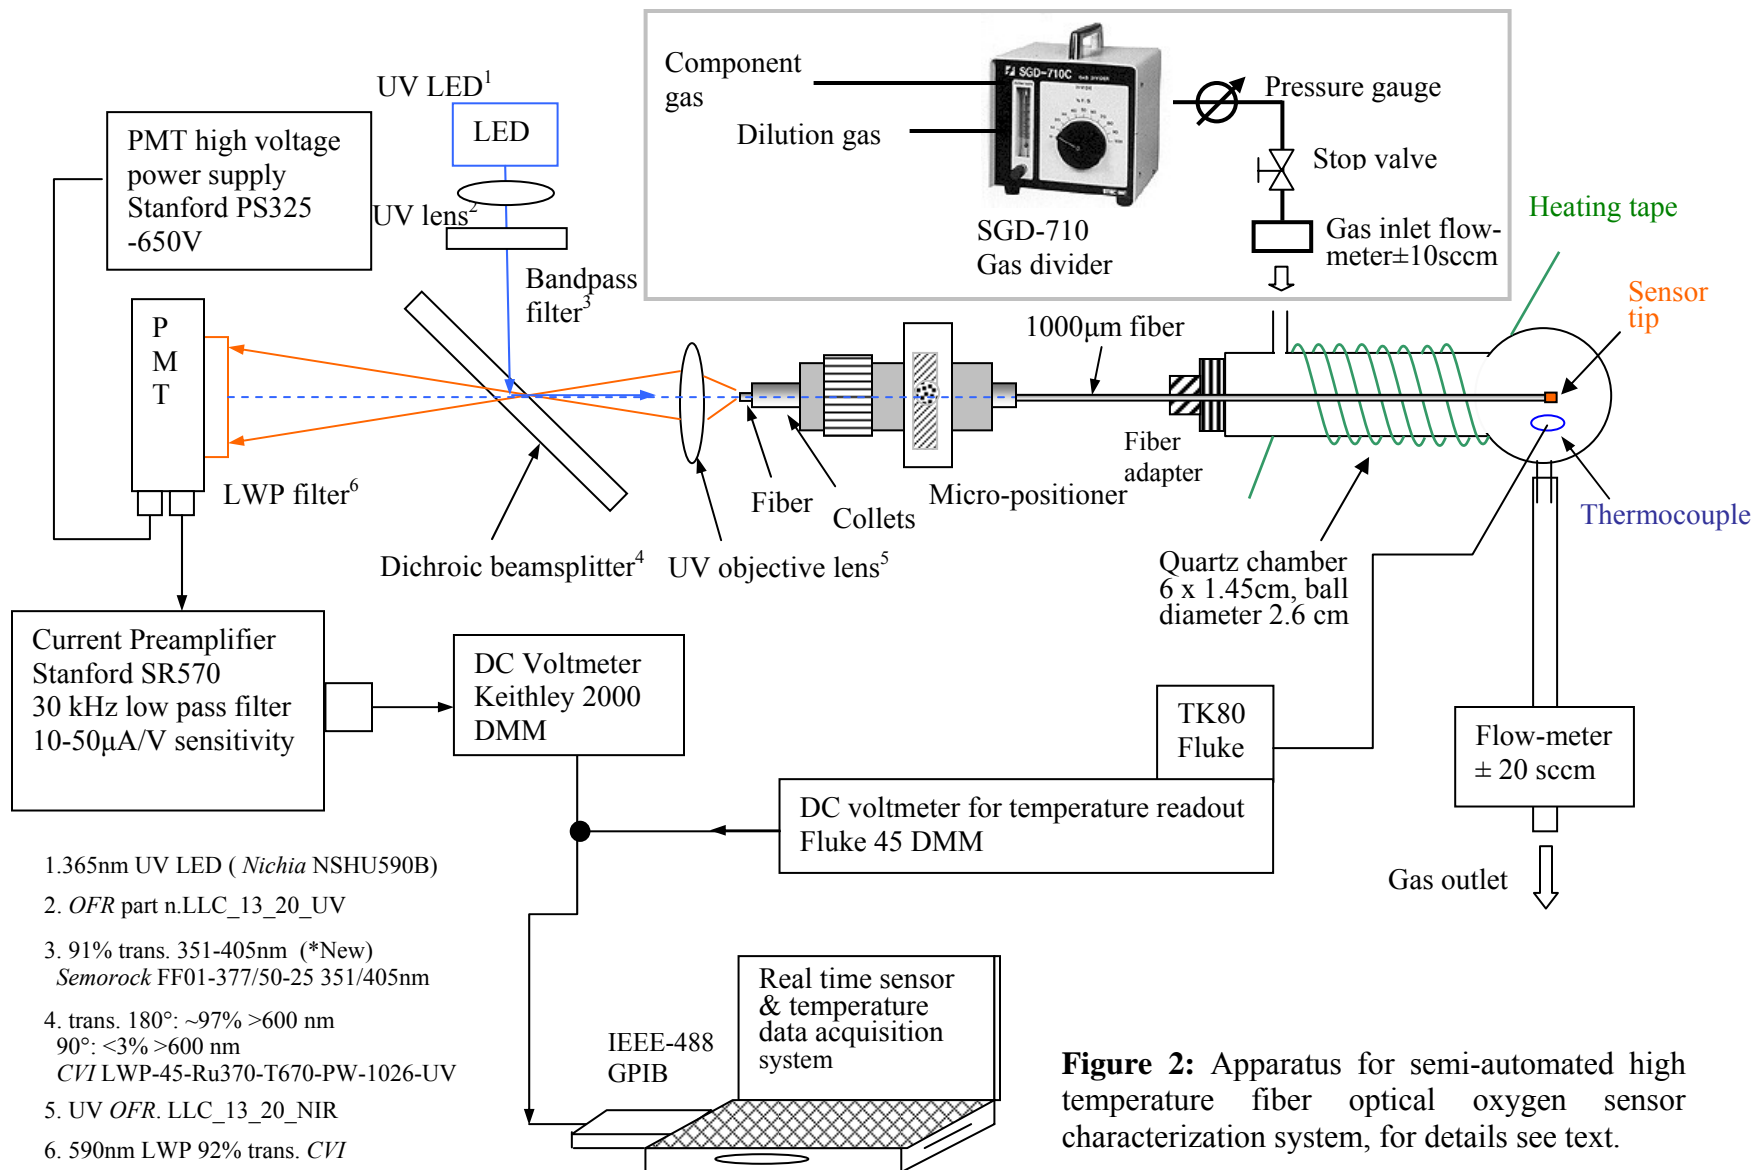 UV LED1
LED
PMT high voltage
power supply
Stanford PS325
-650V
UV lens2
Bandpass
filter3
Component
gas
Dilution gas
SGD-710C GAS DIVIDER
SGD-710
Gas divider
Pressure gauge
Stop valve
Gas inlet flow-
meter±10sccm
Heating tape
Sensor
tip
P
M
T
LWP filter6
Dichroic beamsplitter4
UV objective lens5
Fiber
Collets
Micro-positioner
1000μm fiber
Fiber
adapter
Thermocouple
Quartz chamber
6 x 1.45cm, ball
diameter 2.6 cm
Current Preamplifier
Stanford SR570
30 kHz low pass filter
10-50μA/V sensitivity
DC Voltmeter
Keithley 2000
DMM
TK80
Fluke
DC voltmeter for temperature readout
Fluke 45 DMM
Flow-meter
± 20 sccm
Gas outlet
1.365nm UV LED ( Nichia NSHU590B)
2. OFR part n.LLC_13_20_UV
3. 91% trans. 351-405nm (*New)
Semorock FF01-377/50-25 351/405nm
4. trans. 180°: ~97% >600 nm
90°: <3% >600 nm
CVI LWP-45-Ru370-T670-PW-1026-UV
5. UV OFR. LLC_13_20_NIR
6. 590nm LWP 92% trans. CVI
IEEE-488
GPIB
Real time sensor
& temperature
data acquisition
system
Figure 2: Apparatus for semi-automated high
temperature fiber optical oxygen sensor
characterization system, for details see text.